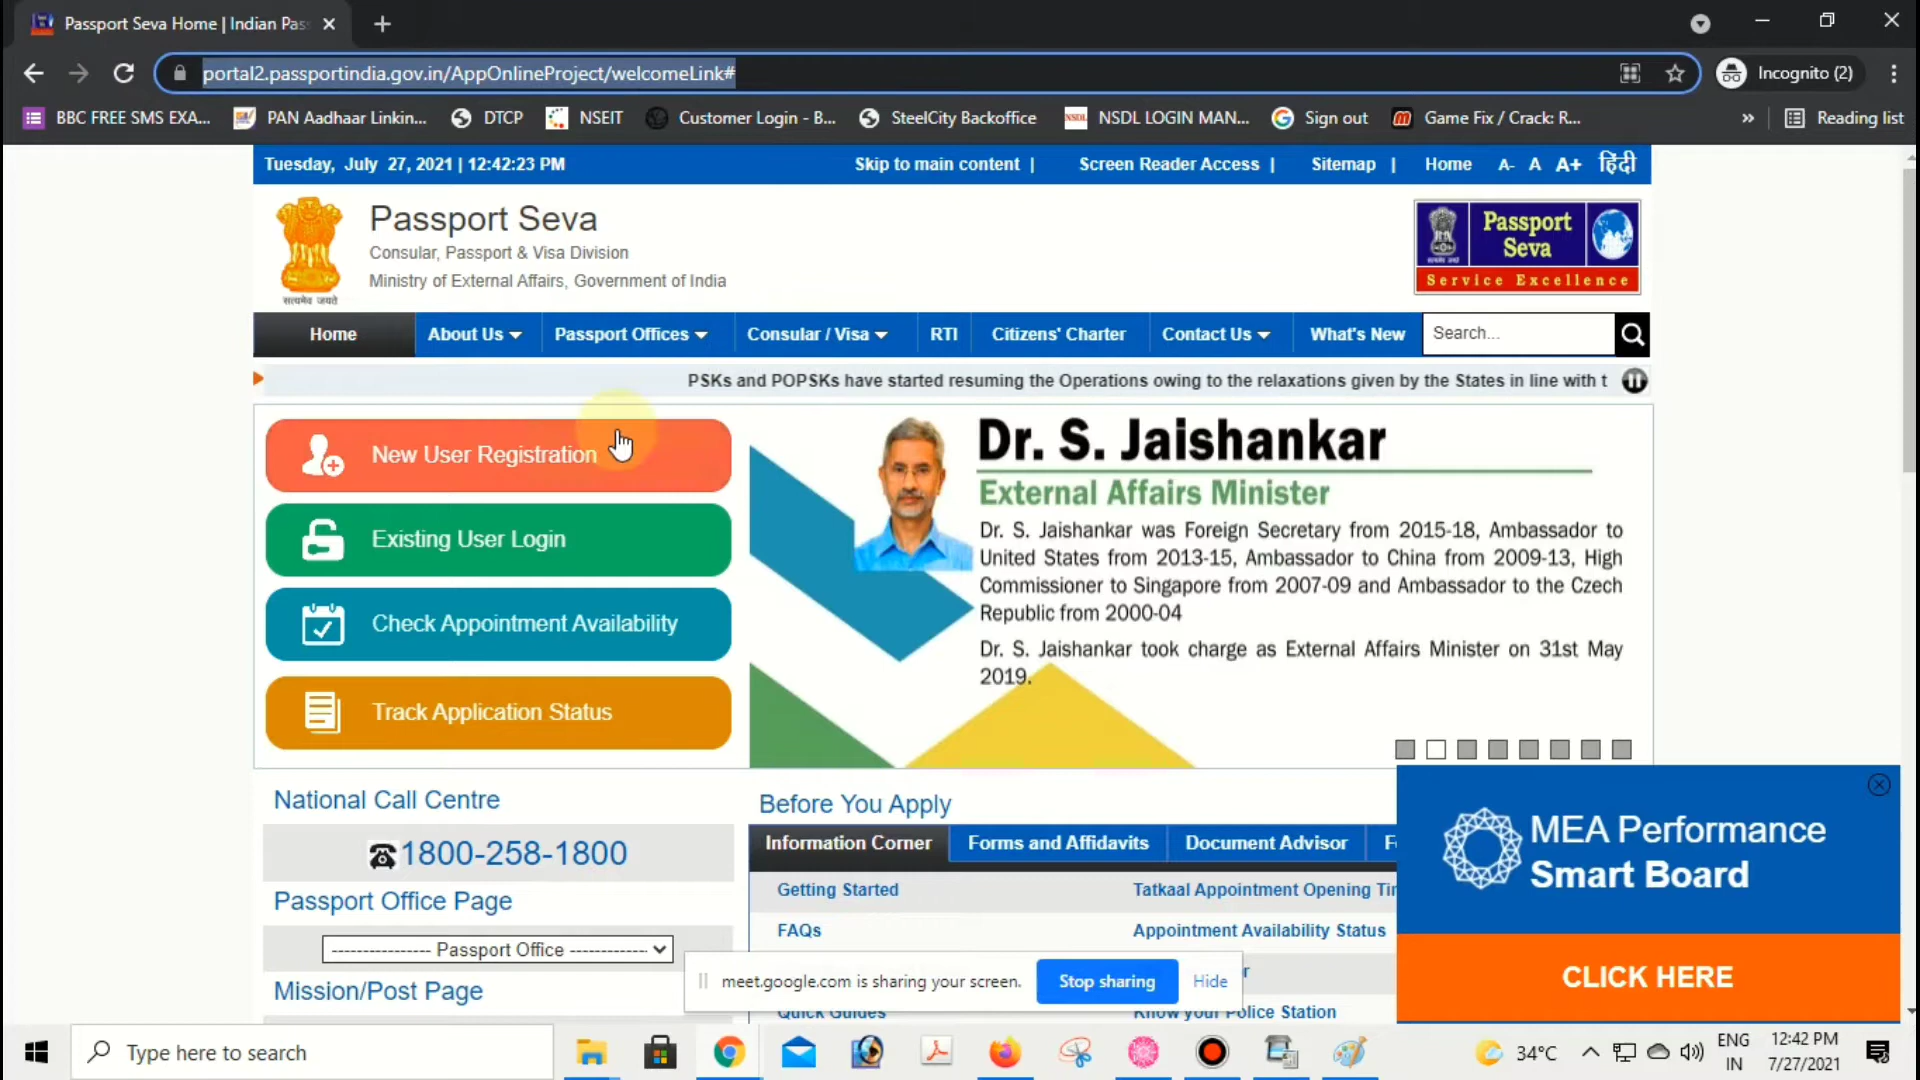 Passport Seva Home | Indian Pas
portal2.passportindia.gov.in/AppOnlineProject/welcomeLink#
Incognito (2)
BBC FREE SMS EXA...
PAN Aadhaar Linkin...
DTCP
NSEIT
Customer Login - B...
SteelCity Backoffice
NSDL LOGIN MAN...
Sign out
Game Fix / Crack: R...
»
Reading list
Tuesday, July 27, 2021 | 12:42:23 PM
Skip to main content |
Screen Reader Access |
Sitemap |
Home
A- A A+ हिंदी
Passport Seva
Consular, Passport & Visa Division
Ministry of External Affairs, Government of India
सत्यमेव जयते
Passport
Seva
Service Excellence
Home
About Us
Passport Offices
Consular / Visa
RTI
Citizens' Charter
Contact Us
What's New
Search...
PSKs and POPSKs have started resuming the Operations owing to the relaxations given by the States in line with t
New User Registration
Existing User Login
Check Appointment Availability
Track Application Status
Dr. S. Jaishankar
External Affairs Minister
Dr. S. Jaishankar was Foreign Secretary from 2015-18, Ambassador to
United States from 2013-15, Ambassador to China from 2009-13, High
Commissioner to Singapore from 2007-09 and Ambassador to the Czech
Republic from 2000-04
Dr. S. Jaishankar took charge as External Affairs Minister on 31st May
2019.
National Call Centre
1800-258-1800
Passport Office Page
---------------- Passport Office -------------
Mission/Post Page
Before You Apply
Information Corner
Forms and Affidavits
Document Advisor
Getting Started
Tatkaal Appointment Opening Tim
FAQs
Appointment Availability Status
Quick Guides
Know your Police Station
MEA Performance
Smart Board
CLICK HERE
meet.google.com is sharing your screen.
Stop sharing
Hide
Type here to search
34°C
ENG
IN
12:42 PM
7/27/2021